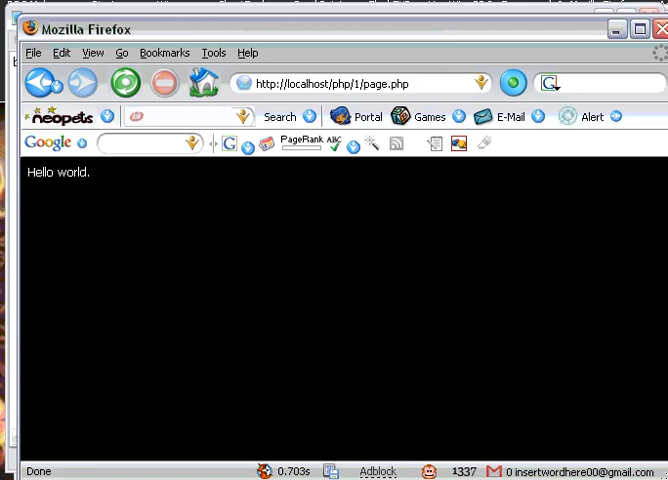 Mozilla Firefox
File Edit View Go Bookmarks Tools Help
http://localhost/php/1/page.php G
neopets Search Portal Games E-Mail Alert
Google G PageRank ABC
Hello world.
Done 0.703s Adblock 1337 0 insertwordhere00@gmail.com